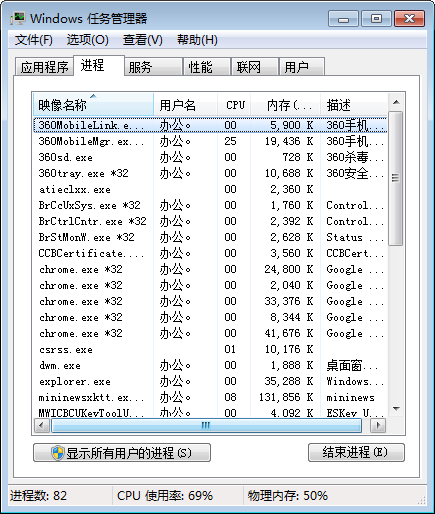 Windows 任务管理器
文件(F) 选项(O) 查看(V) 帮助(H)
应用程序 进程 服务 性能 联网 用户
映像名称 用户名 CPU 内存(... 描述
360MobileLink.e... 办公。 00 5,900 K 360手机...
360MobileMgr.ex... 办公。 25 19,436 K 360手机...
360sd.exe 办公。 00 728 K 360杀毒...
360tray.exe *32 办公。 00 10,688 K 360安全...
atieclxx.exe 00 2,360 K
BrCcUxSys.exe *32 办公。 00 1,760 K Control...
BrCtrlCntr.exe *32 办公。 00 2,392 K Control...
BrStMonW.exe *32 办公。 00 2,628 K Status ...
CCBCertificate.... 办公。 00 3,560 K CCBCert...
chrome.exe *32 办公。 00 24,800 K Google ...
chrome.exe *32 办公。 00 2,040 K Google ...
chrome.exe *32 办公。 00 33,376 K Google ...
chrome.exe *32 办公。 00 8,344 K Google ...
chrome.exe *32 办公。 00 41,676 K Google ...
csrss.exe 01 10,176 K
dwm.exe 办公。 00 1,888 K 桌面窗...
explorer.exe 办公。 00 35,288 K Windows...
mininewsxktt.exe 办公。 08 131,856 K mininews
MWICBCUKeyToolU... 办公。 00 4,092 K ESKey U...
显示所有用户的进程(S) 结束进程(E)
进程数: 82 CPU 使用率: 69% 物理内存: 50%